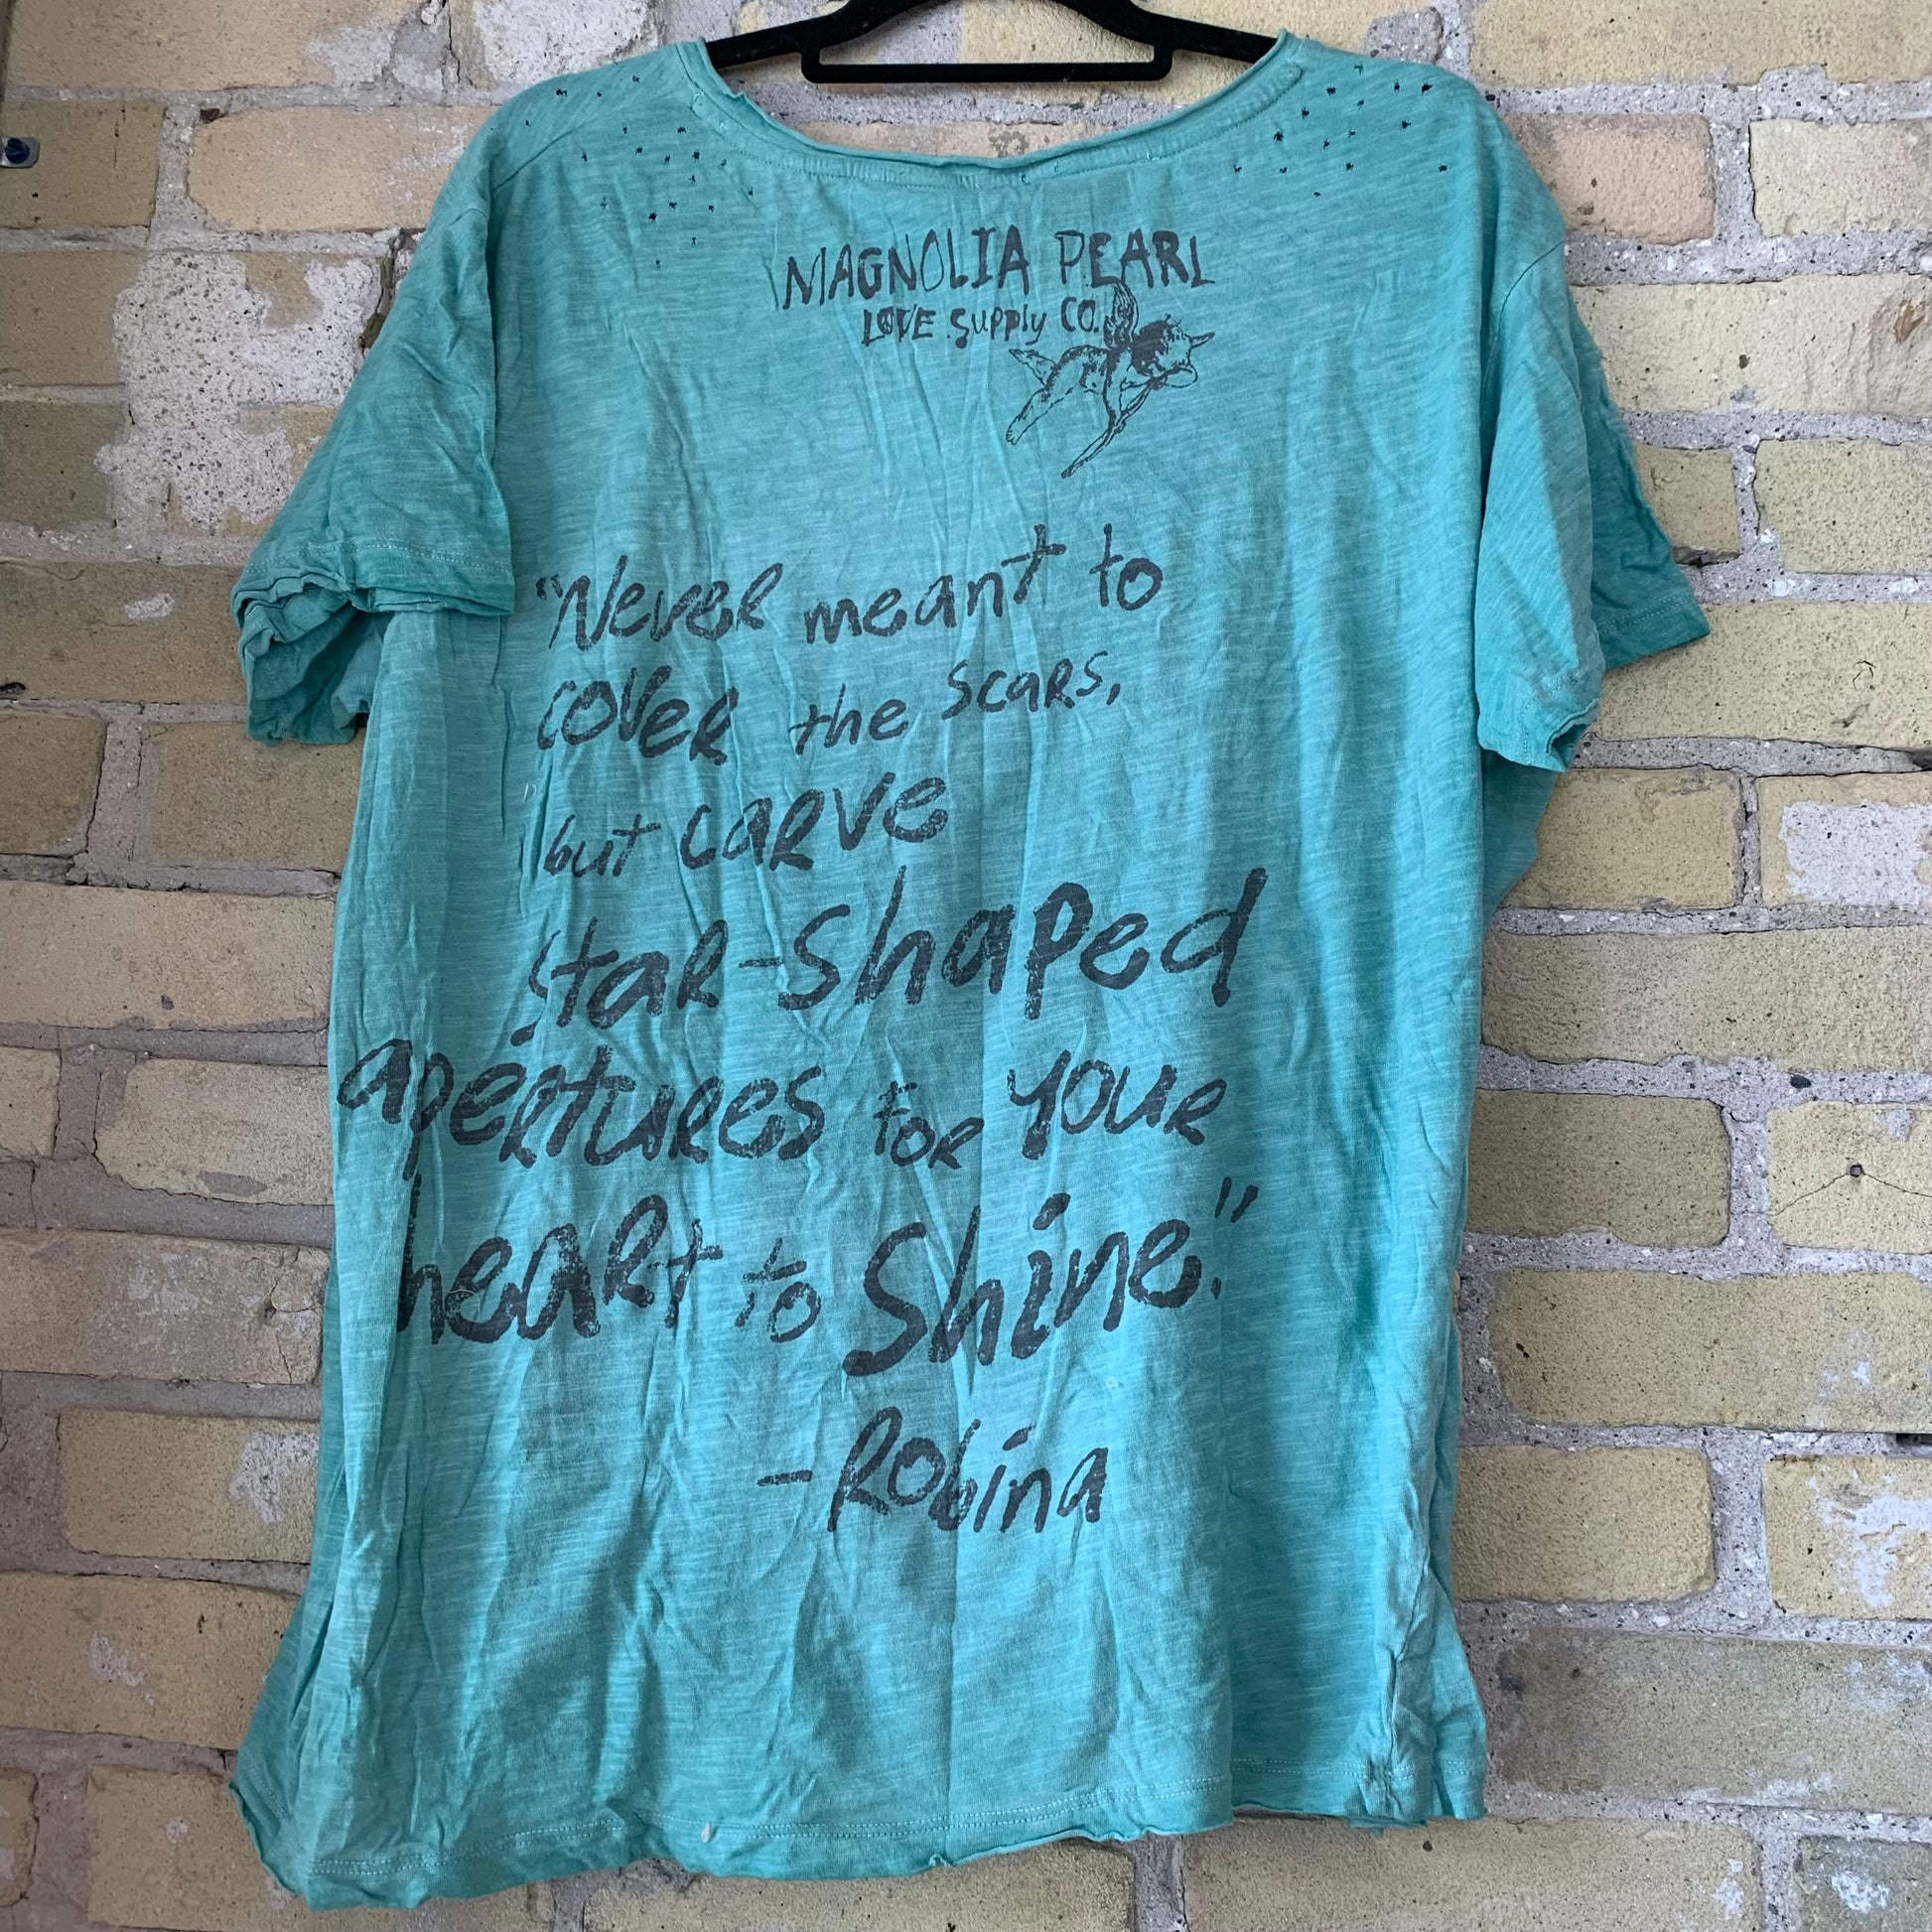 MAGNOLIA PEARL
LOVE Supply CO.
"Never meant to
cover the scars,
but carve
star-shaped
apertures for your
heart to shine."
- Robina